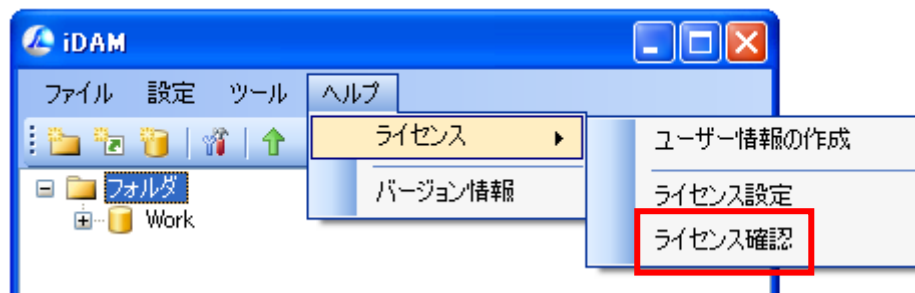 iDAM
ファイル 設定 ツール ヘルプ
ライセンス
バージョン情報
ユーザー情報の作成
ライセンス設定
ライセンス確認
フォルダ
Work